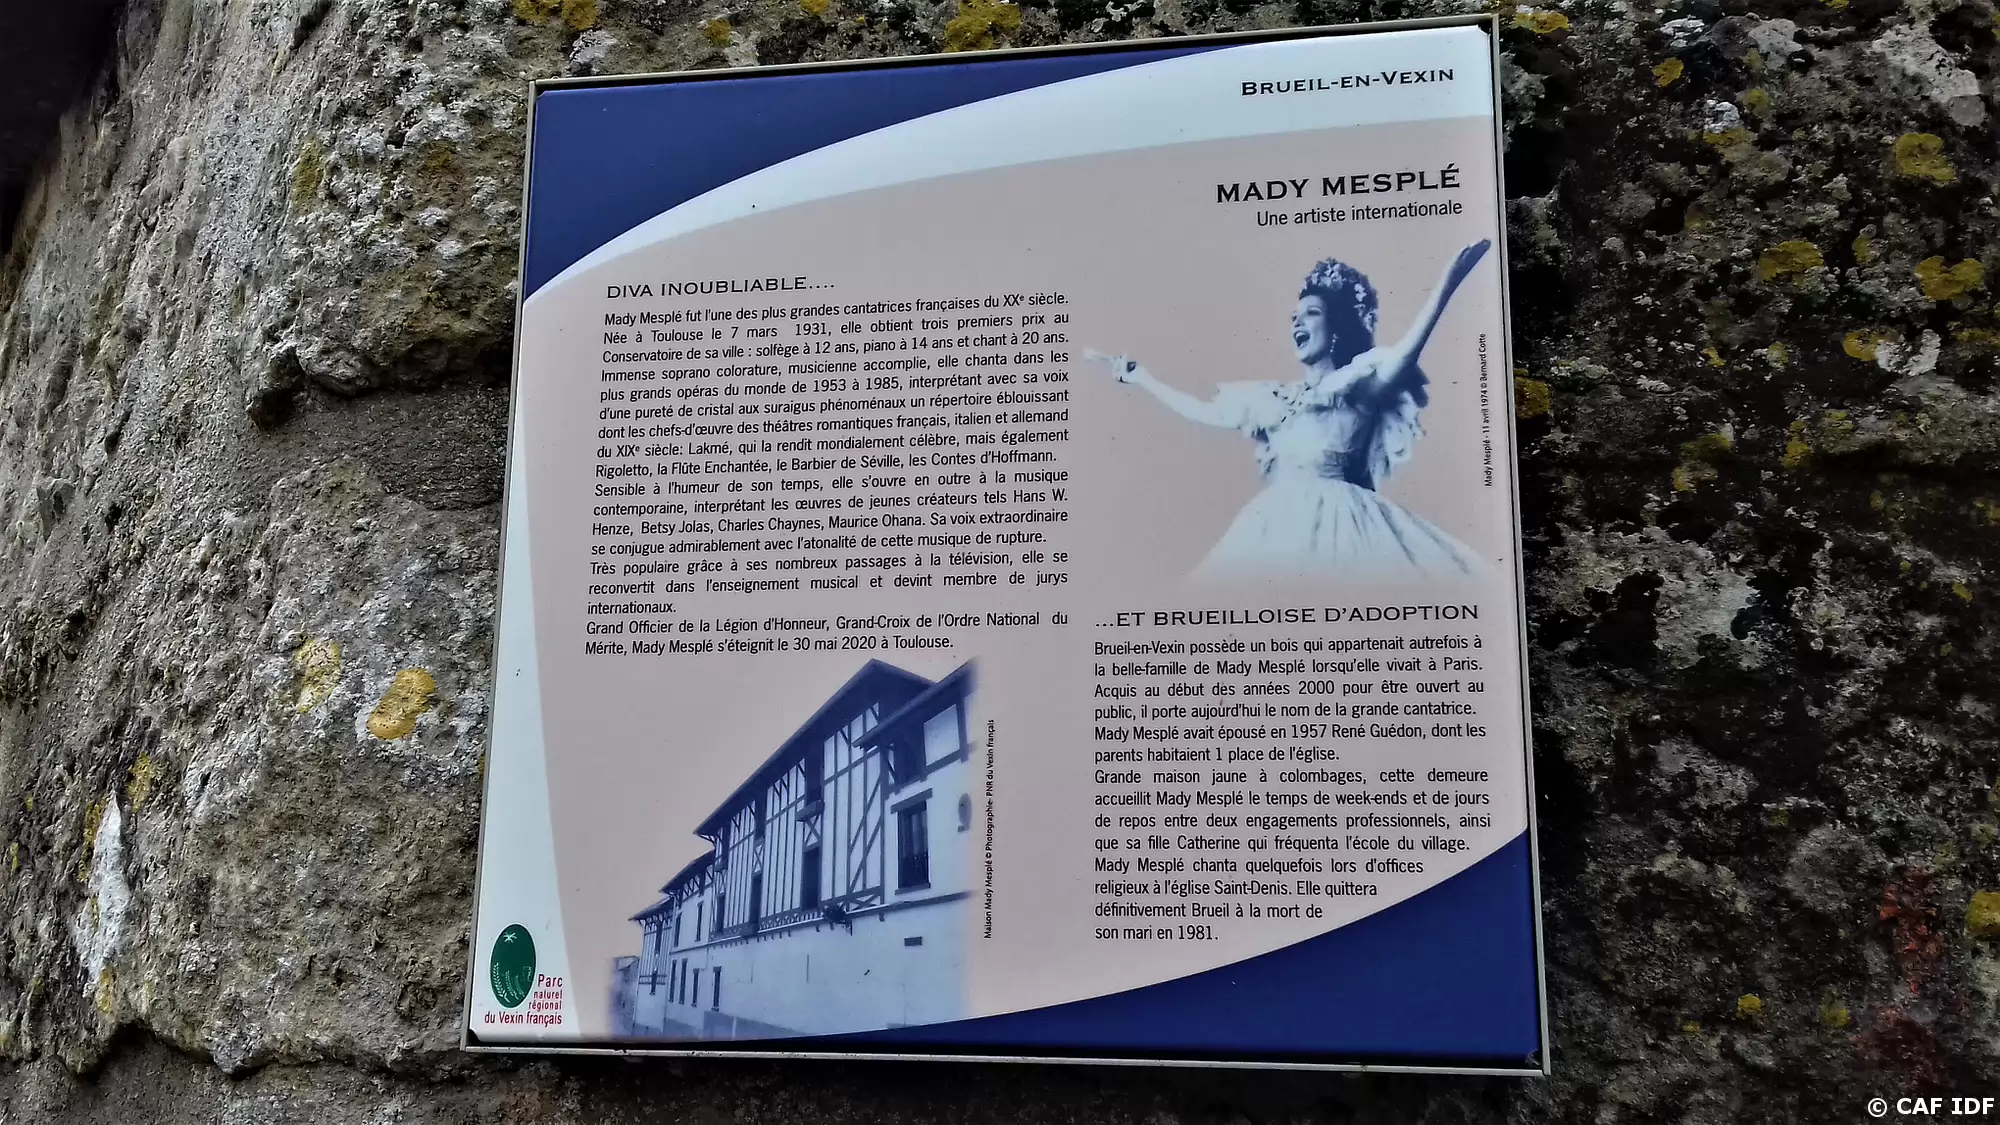 BRUEIL-EN-VEXIN
MADY MESPLÉ
Une artiste internationale
DIVA INOUBLIABLE....
Mady Mesplé fut l'une des plus grandes cantatrices françaises du XXe siècle.
Née à Toulouse le 7 mars 1931, elle obtient trois premiers prix au
Conservatoire de sa ville : solfège à 12 ans, piano à 14 ans et chant à 20 ans.
Immense soprano colorature, musicienne accomplie, elle chanta dans les
plus grands opéras du monde de 1953 à 1985, interprétant avec sa voix
d'une pureté de cristal aux suraigus phénoménaux un répertoire éblouissant
dont les chefs-d'œuvre des théâtres romantiques français, italien et allemand
du XIXe siècle: Lakmé, qui la rendit mondialement célèbre, mais également
Rigoletto, la Flûte Enchantée, le Barbier de Séville, les Contes d'Hoffmann.
Sensible à l'humeur de son temps, elle s'ouvre en outre à la musique
contemporaine, interprétant les œuvres de jeunes créateurs tels Hans W.
Henze, Betsy Jolas, Charles Chaynes, Maurice Ohana. Sa voix extraordinaire
se conjugue admirablement avec l'atonalité de cette musique de rupture.
Très populaire grâce à ses nombreux passages à la télévision, elle se
reconvertit dans l'enseignement musical et devint membre de jurys
internationaux.
Grand Officier de la Légion d'Honneur, Grand-Croix de l'Ordre National du
Mérite, Mady Mesplé s'éteignit le 30 mai 2020 à Toulouse.
Mady Mesplé - 11 avril 1974 © Bernard Cotte
...ET BRUEILLOISE D'ADOPTION
Brueil-en-Vexin possède un bois qui appartenait autrefois à
la belle-famille de Mady Mesplé lorsqu'elle vivait à Paris.
Acquis au début des années 2000 pour être ouvert au
public, il porte aujourd'hui le nom de la grande cantatrice.
Mady Mesplé avait épousé en 1957 René Guédon, dont les
parents habitaient 1 place de l'église.
Grande maison jaune à colombages, cette demeure
accueillit Mady Mesplé le temps de week-ends et de jours
de repos entre deux engagements professionnels, ainsi
que sa fille Catherine qui fréquenta l'école du village.
Mady Mesplé chanta quelquefois lors d'offices
religieux à l'église Saint-Denis. Elle quittera
définitivement Brueil à la mort de
son mari en 1981.
Maison Mady Mesplé © Photographie- PNR du Vexin français
Parc
naturel
régional
du Vexin français
© CAF IDF